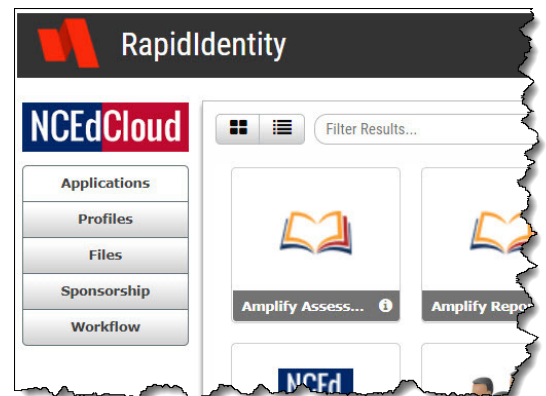 RapidIdentity
NCEdCloud
Filter Results...
Applications
Profiles
Files
Sponsorship
Workflow
Amplify Assess...
Amplify Repo
NCEd